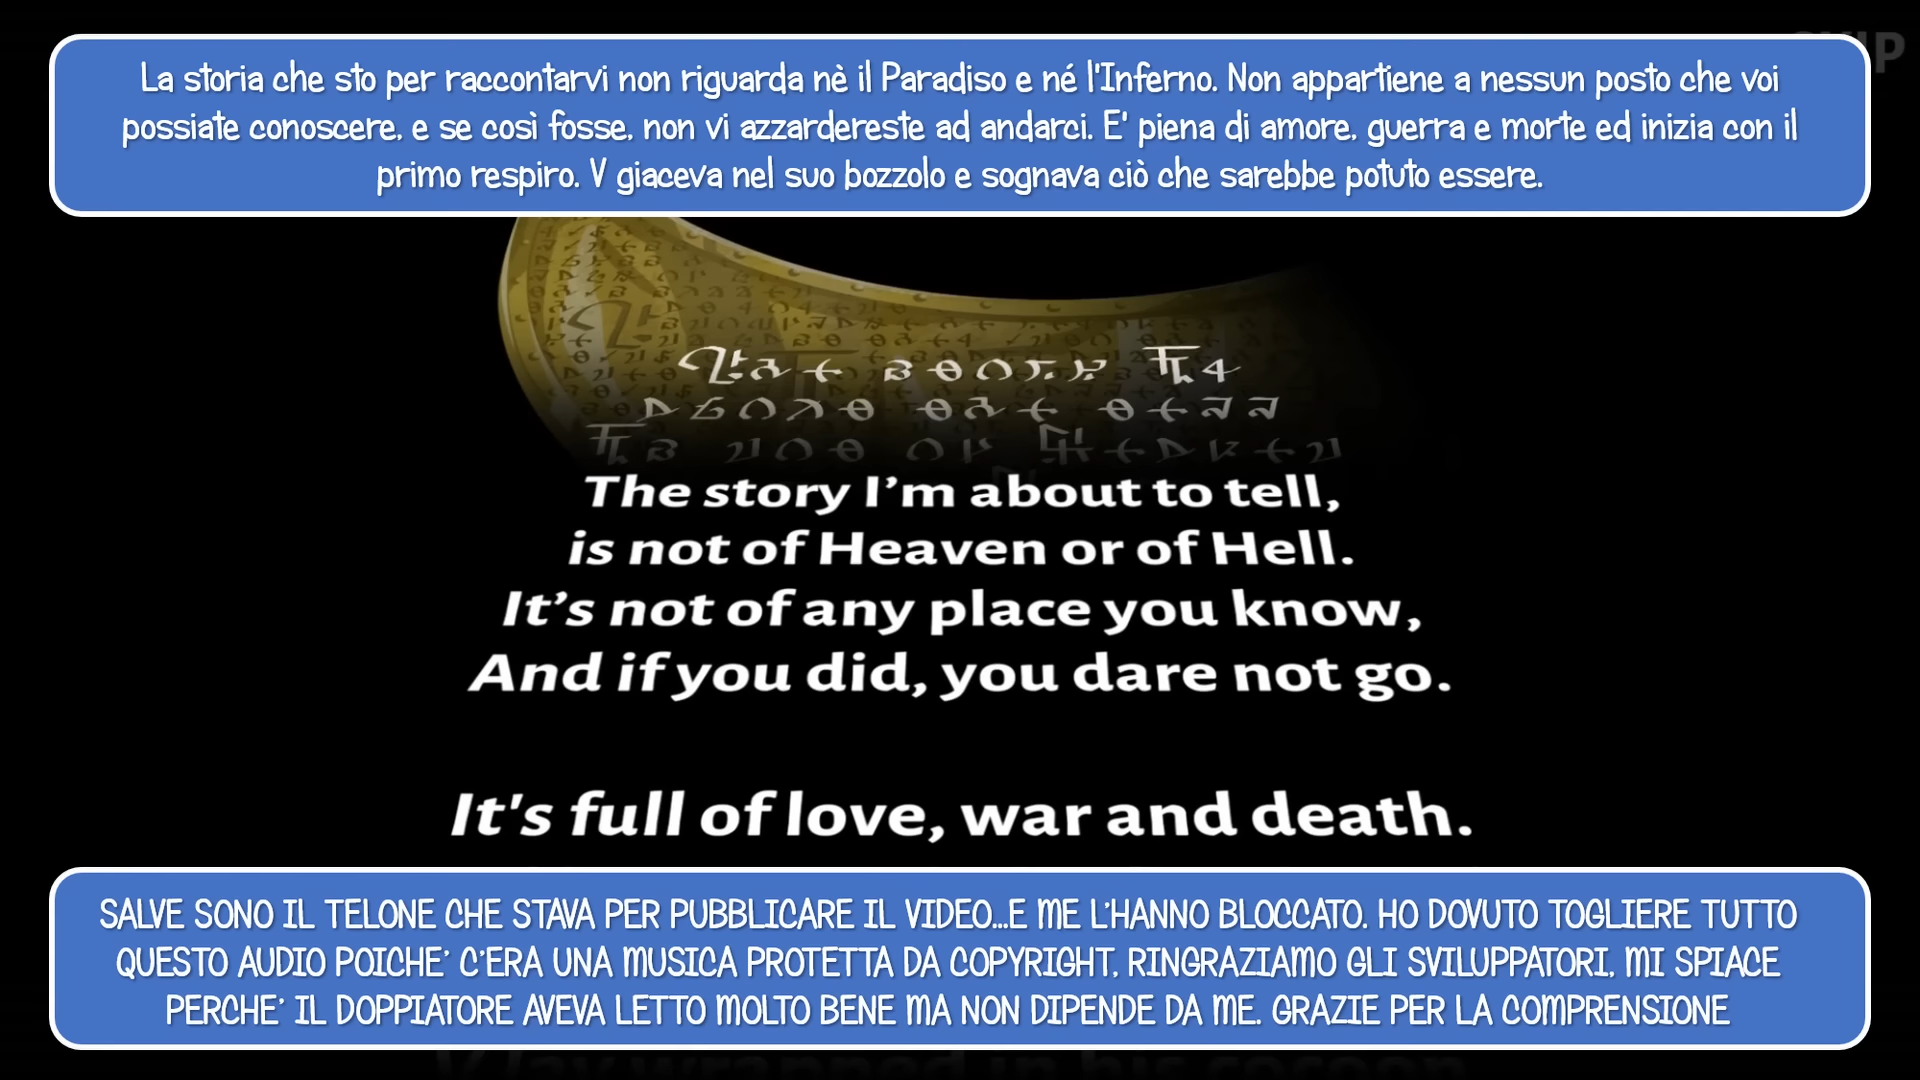 La storia che sto per raccontarvi non riguarda nè il Paradiso e né l'Inferno. Non appartiene a nessun posto che voi
possiate conoscere, e se così fosse, non vi azzardereste ad andarci. E' piena di amore, guerra e morte ed inizia con il
primo respiro. V giaceva nel suo bozzolo e sognava ciò che sarebbe potuto essere.
The story I’m about to tell,
is not of Heaven or of Hell.
It’s not of any place you know,
And if you did, you dare not go.
It's full of love, war and death.
SALVE SONO IL TELONE CHE STAVA PER PUBBLICARE IL VIDEO...E ME L’HANNO BLOCCATO. HO DOVUTO TOGLIERE TUTTO
QUESTO AUDIO POICHE’ C’ERA UNA MUSICA PROTETTA DA COPYRIGHT, RINGRAZIAMO GLI SVILUPPATORI, MI SPIACE
PERCHE’ IL DOPPIATORE AVEVA LETTO MOLTO BENE MA NON DIPENDE DA ME. GRAZIE PER LA COMPRENSIONE